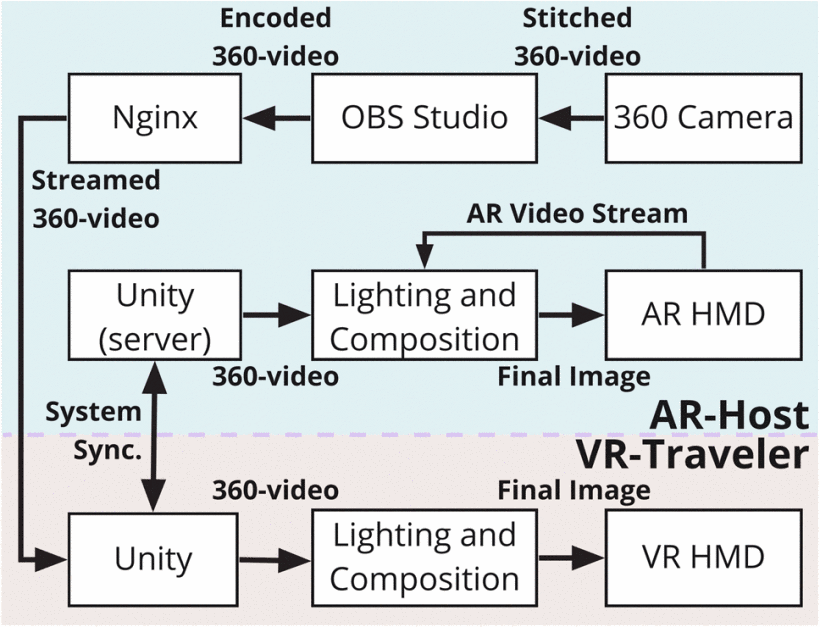 Encoded
360-video
Stitched
360-video
Nginx
OBS Studio
360 Camera
Streamed
360-video
AR Video Stream
Unity
(server)
Lighting and
Composition
AR HMD
360-video
Final Image
System
Sync.
AR-Host
VR-Traveler
360-video
Final Image
Unity
Lighting and
Composition
VR HMD